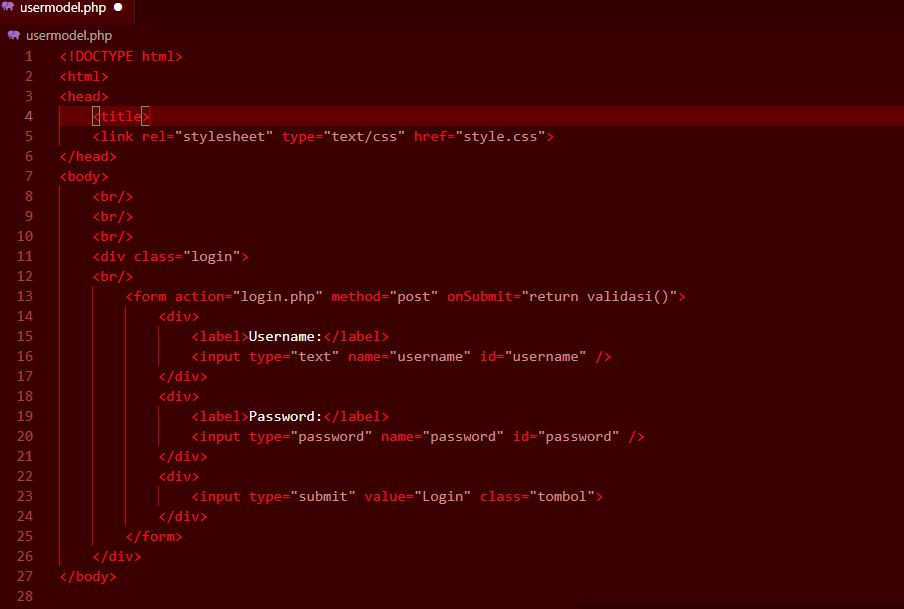 usermodel.php ●
usermodel.php
1 <!DOCTYPE html>
2 <html>
3 <head>
4     <title>
5     <link rel="stylesheet" type="text/css" href="style.css">
6 </head>
7 <body>
8     <br/>
9     <br/>
10     <br/>
11     <div class="login">
12     <br/>
13         <form action="login.php" method="post" onSubmit="return validasi()">
14             <div>
15                 <label>Username:</label>
16                 <input type="text" name="username" id="username" />
17             </div>
18             <div>
19                 <label>Password:</label>
20                 <input type="password" name="password" id="password" />
21             </div>
22             <div>
23                 <input type="submit" value="Login" class="tombol">
24             </div>
25         </form>
26     </div>
27 </body>
28